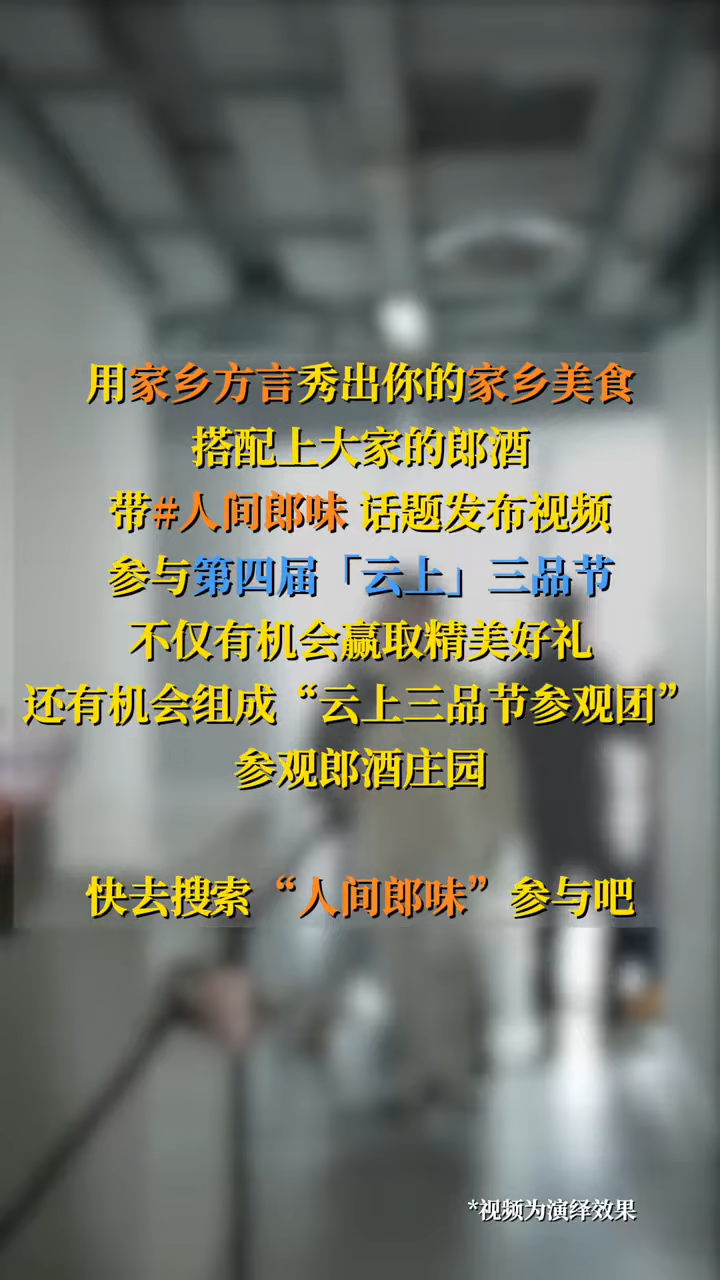 用家乡方言秀出你的家乡美食
搭配上大家的郎酒
带#人间郎味 话题发布视频
参与第四届「云上」三品节
不仅有机会赢取精美好礼
还有机会组成“云上三品节参观团”
参观郎酒庄园
快去搜索“人间郎味”参与吧
*视频为演绎效果